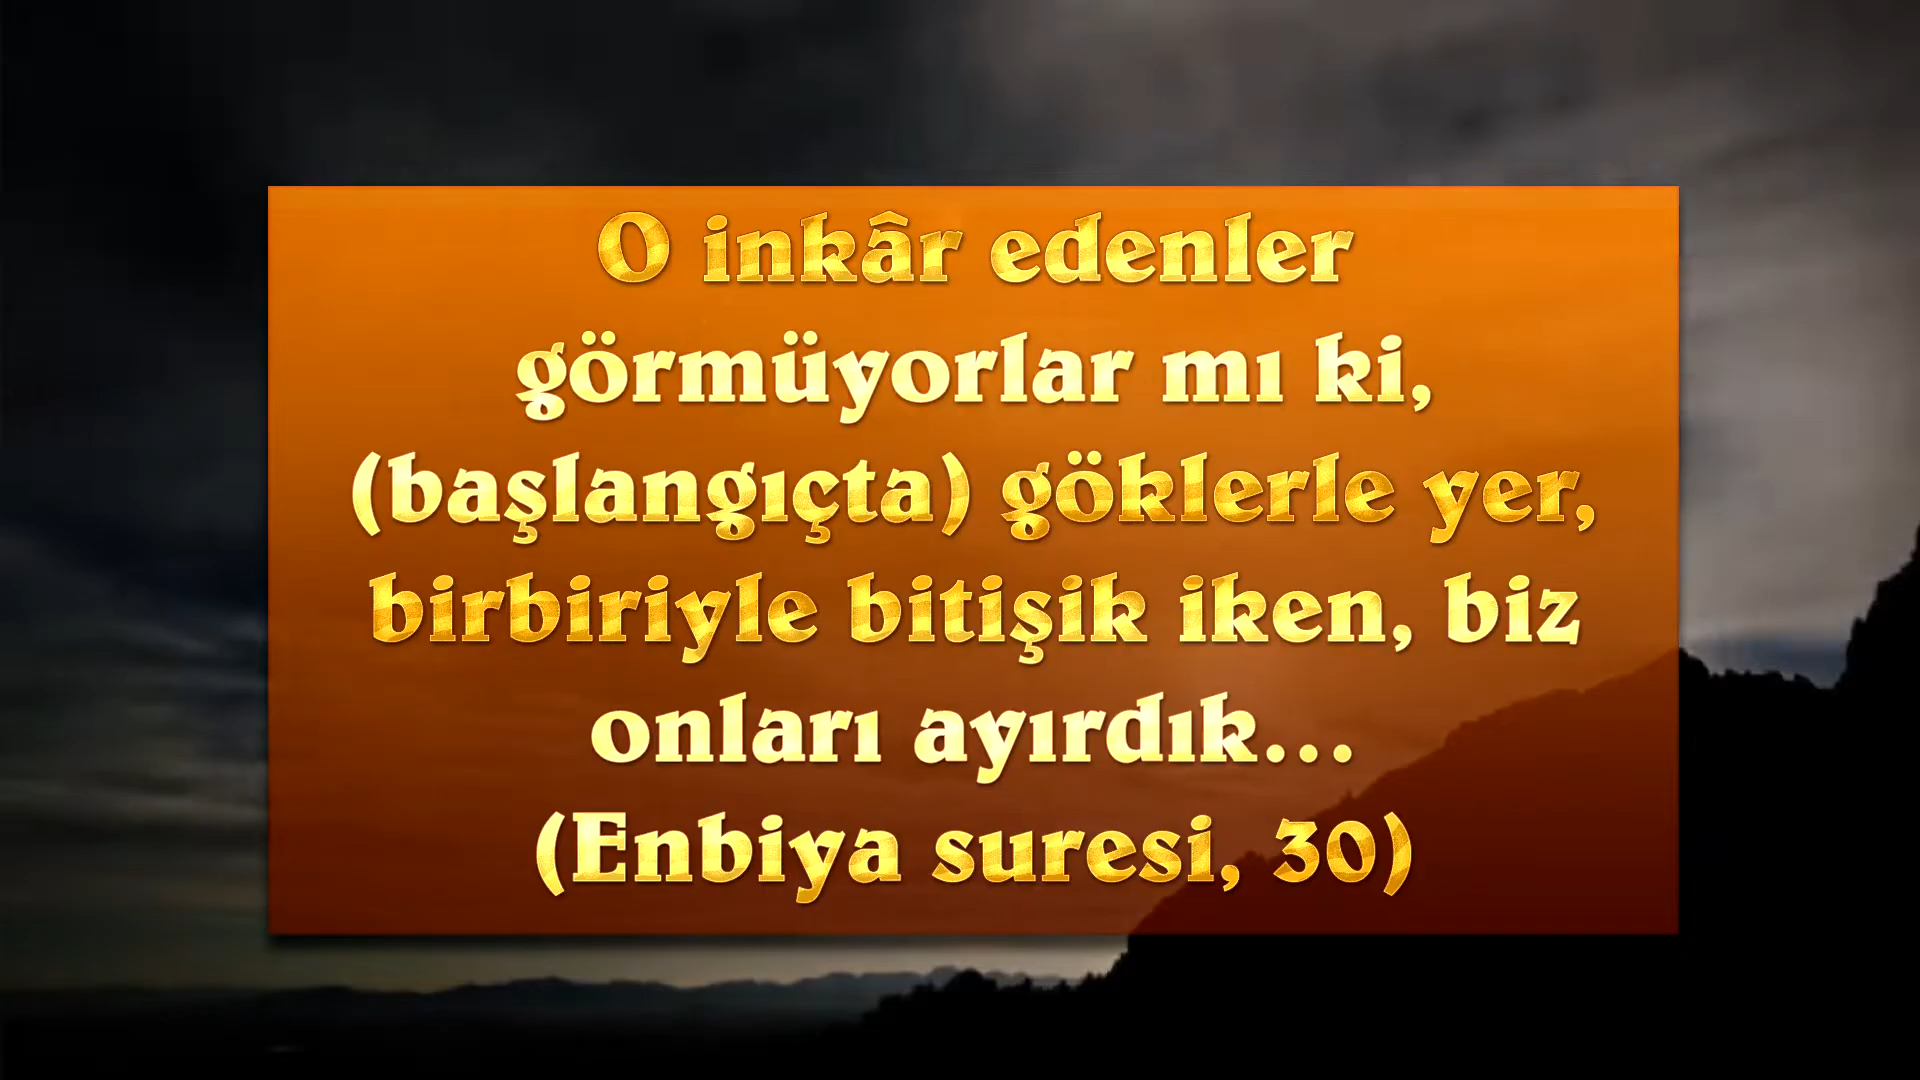 O inkâr edenler
görmüyorlar mı ki,
(başlangıçta) göklerle yer,
birbiriyle bitişik iken, biz
onları ayırdık...
(Enbiya suresi, 30)